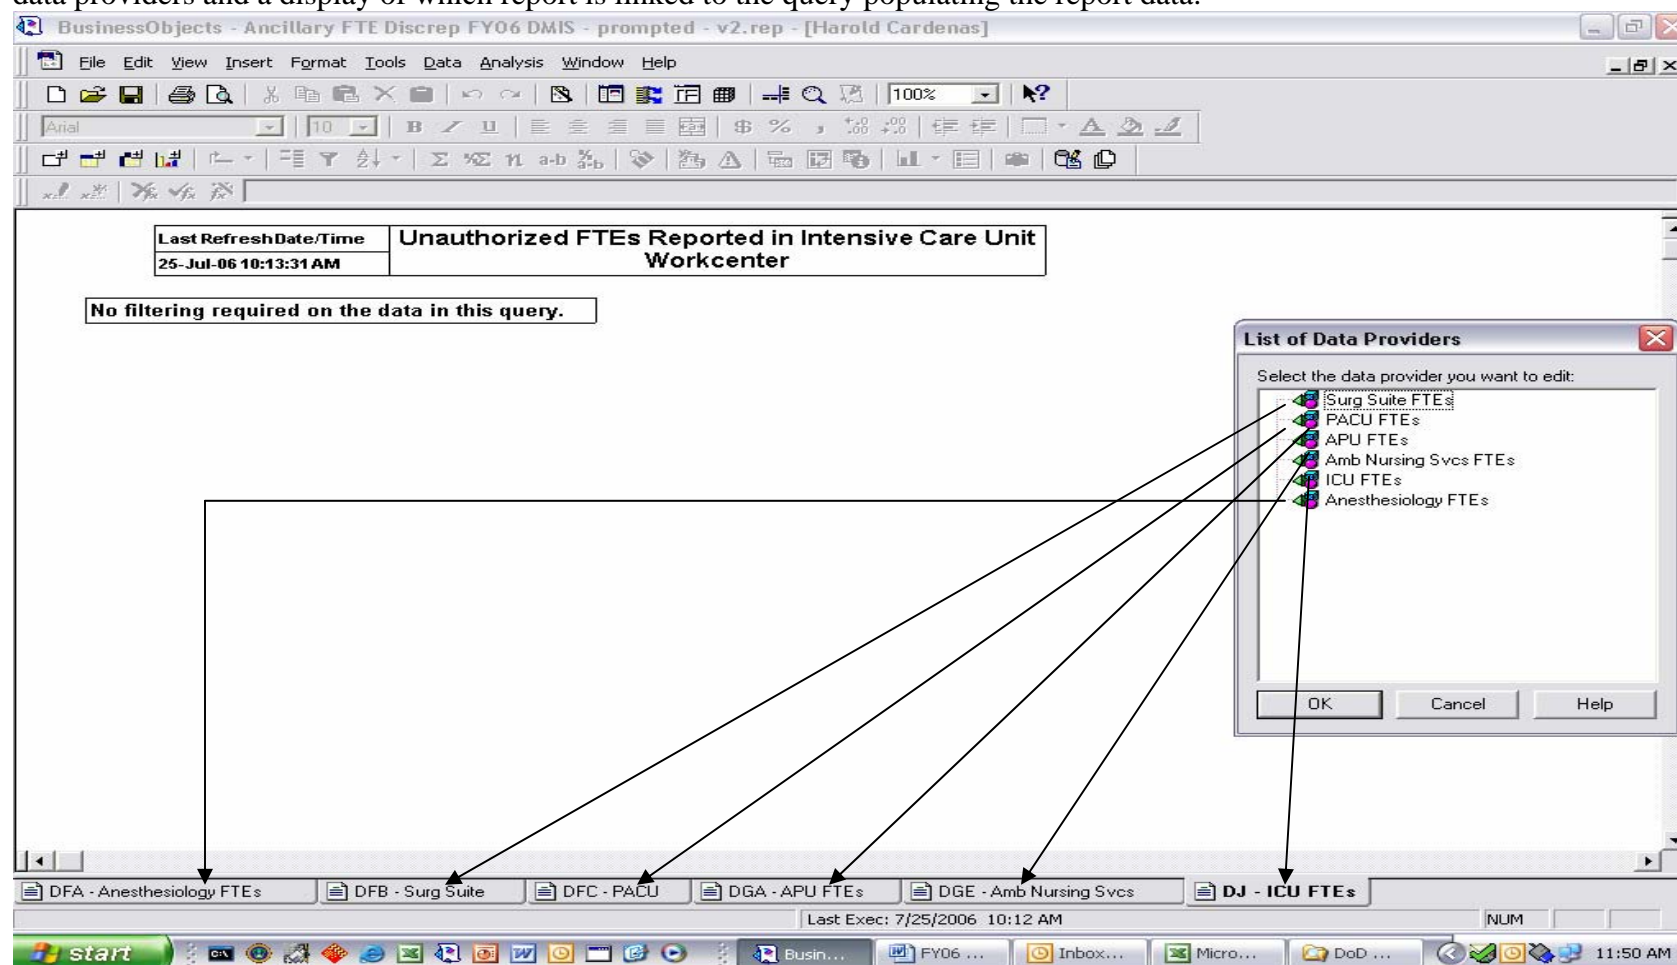 data providers and a display of which report is linked to the query populating the report data.
BusinessObjects - Ancillary FTE Discrep FY06 DMIS - prompted - v2.rep - [Harold Cardenas]
File Edit View Insert Format Tools Data Analysis Window Help
100%
Arial 10 B I U $ % ,
a-b
Last Refresh Date/Time
25-Jul-06 10:13:31 AM
Unauthorized FTEs Reported in Intensive Care Unit
Workcenter
No filtering required on the data in this query.
List of Data Providers
Select the data provider you want to edit:
Surg Suite FTEs
PACU FTEs
APU FTEs
Amb Nursing Svcs FTEs
ICU FTEs
Anesthesiology FTEs
OK Cancel Help
DFA - Anesthesiology FTEs DFB - Surg Suite DFC - PACU DGA - APU FTEs DGE - Amb Nursing Svcs DJ - ICU FTEs
Last Exec: 7/25/2006 10:12 AM NUM
start Busin... FY06 ... Inbox... Micro... DoD ... 11:50 AM